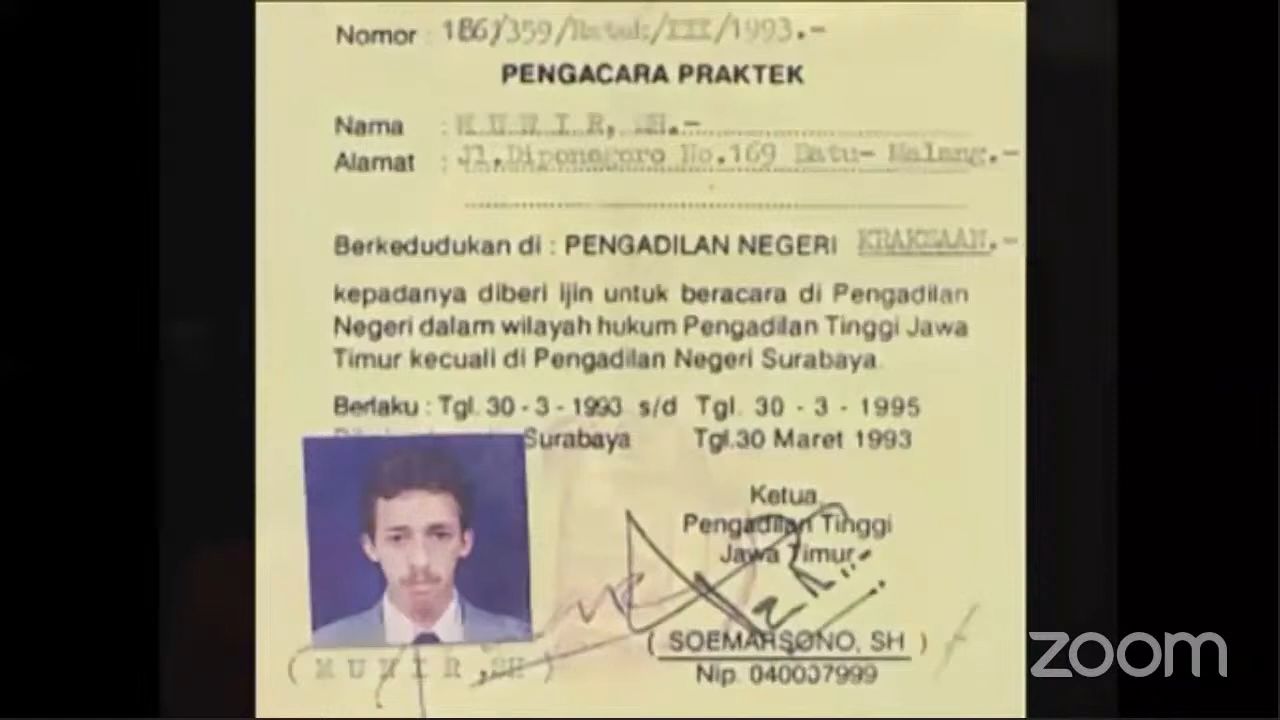 Nomor : 186/359/Batal:/III/1993.-
PENGACARA PRAKTEK
Nama : M U N I R, SH.-
Alamat : Jl.Diponegoro No.169 Batu- Malang.-
Berkedudukan di : PENGADILAN NEGERI KRAKSAAN.-
kepadanya diberi ijin untuk beracara di Pengadilan
Negeri dalam wilayah hukum Pengadilan Tinggi Jawa
Timur kecuali di Pengadilan Negeri Surabaya.
Berlaku : Tgl. 30 - 3 - 1993 s/d Tgl. 30 - 3 - 1995
Surabaya Tgl.30 Maret 1993
Ketua
Pengadilan Tinggi
Jawa Timur
( SOEMARSONO, SH )
Nip. 040037999
( M U N I R ,SH )
zoom